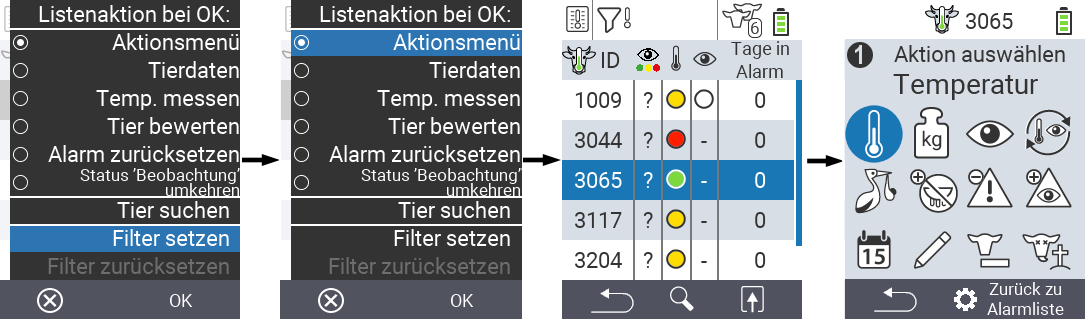 Listenaktion bei OK:
Aktionsmenü
Tierdaten
Temp. messen
Tier bewerten
Alarm zurücksetzen
Status 'Beobachtung'
umkehren
Tier suchen
Filter setzen
Filter zurücksetzen
OK
Listenaktion bei OK:
Aktionsmenü
Tierdaten
Temp. messen
Tier bewerten
Alarm zurücksetzen
Status 'Beobachtung'
umkehren
Tier suchen
Filter setzen
Filter zurücksetzen
OK
6
ID Tage in
Alarm
1009 ? 0
3044 ? - 0
3065 ? - 0
3117 ? - 0
3204 ? - 0
3065
1 Aktion auswählen
Temperatur
kg
15
Zurück zu
Alarmliste